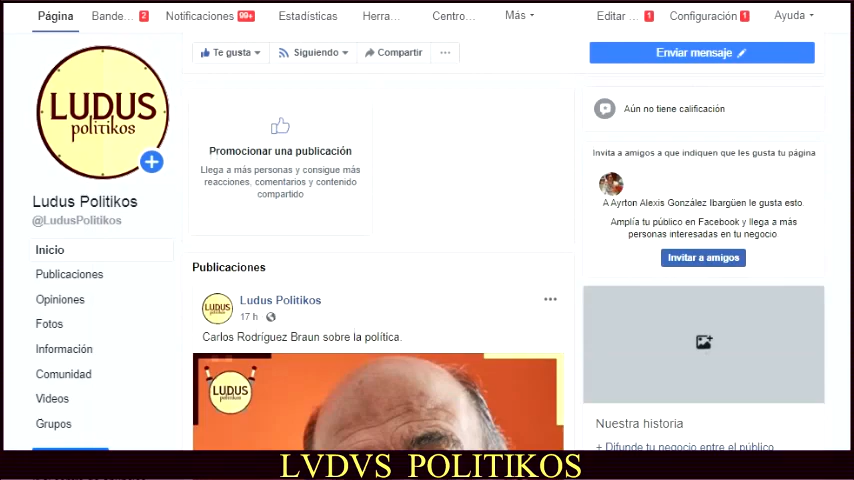 Página Bande... 2 Notificaciones 99+ Estadísticas Herra... Centro... Más Editar ... 1 Configuración 1 Ayuda
LUDUS
politikos
Ludus Politikos
@LudusPolitikos
Inicio
Publicaciones
Opiniones
Fotos
Información
Comunidad
Videos
Grupos
Te gusta Siguiendo Compartir ...
Promocionar una publicación
Llega a más personas y consigue más
reacciones, comentarios y contenido
compartido
Publicaciones
LUDUS
politikos
Ludus Politikos
17 h
Carlos Rodríguez Braun sobre la política.
LUDUS
politikos
Enviar mensaje
Aún no tiene calificación
Invita a amigos a que indiquen que les gusta tu página
A Ayrton Alexis González Ibargüen le gusta esto.
Amplía tu público en Facebook y llega a más
personas interesadas en tu negocio
Invitar a amigos
Nuestra historia
+ Difunde tu negocio entre el público
LVDVS POLITIKOS